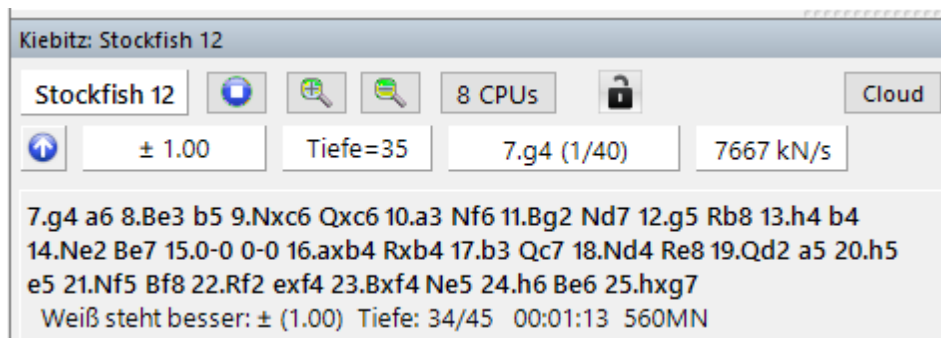 Kiebitz: Stockfish 12
Stockfish 12 8 CPUs Cloud
± 1.00 Tiefe=35 7.g4 (1/40) 7667 kN/s
7.g4 a6 8.Be3 b5 9.Nxc6 Qxc6 10.a3 Nf6 11.Bg2 Nd7 12.g5 Rb8 13.h4 b4
14.Ne2 Be7 15.0-0 0-0 16.axb4 Rxb4 17.b3 Qc7 18.Nd4 Re8 19.Qd2 a5 20.h5
e5 21.Nf5 Bf8 22.Rf2 exf4 23.Bxf4 Ne5 24.h6 Be6 25.hxg7
Weiß steht besser: ± (1.00) Tiefe: 34/45 00:01:13 560MN